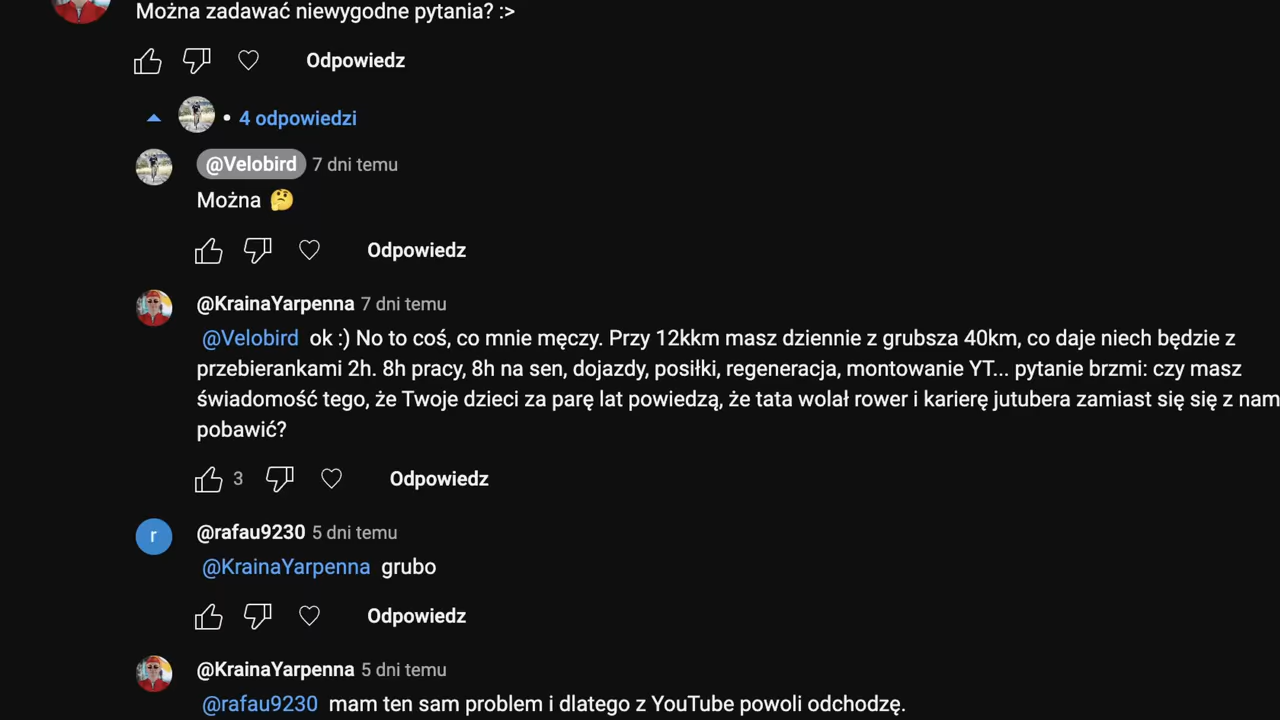 Można zadawać niewygodne pytania? :>
Odpowiedz
• 4 odpowiedzi
@Velobird 7 dni temu
Można 🤔
Odpowiedz
@KrainaYarpenna 7 dni temu
@Velobird ok :) No to coś, co mnie męczy. Przy 12kkm masz dziennie z grubsza 40km, co daje niech będzie z
przebierankami 2h. 8h pracy, 8h na sen, dojazdy, posiłki, regeneracja, montowanie YT... pytanie brzmi: czy masz
świadomość tego, że Twoje dzieci za parę lat powiedzą, że tata wolał rower i karierę jutubera zamiast się się z nam
pobawić?
3 Odpowiedz
r @rafau9230 5 dni temu
@KrainaYarpenna grubo
Odpowiedz
@KrainaYarpenna 5 dni temu
@rafau9230 mam ten sam problem i dlatego z YouTube powoli odchodzę.